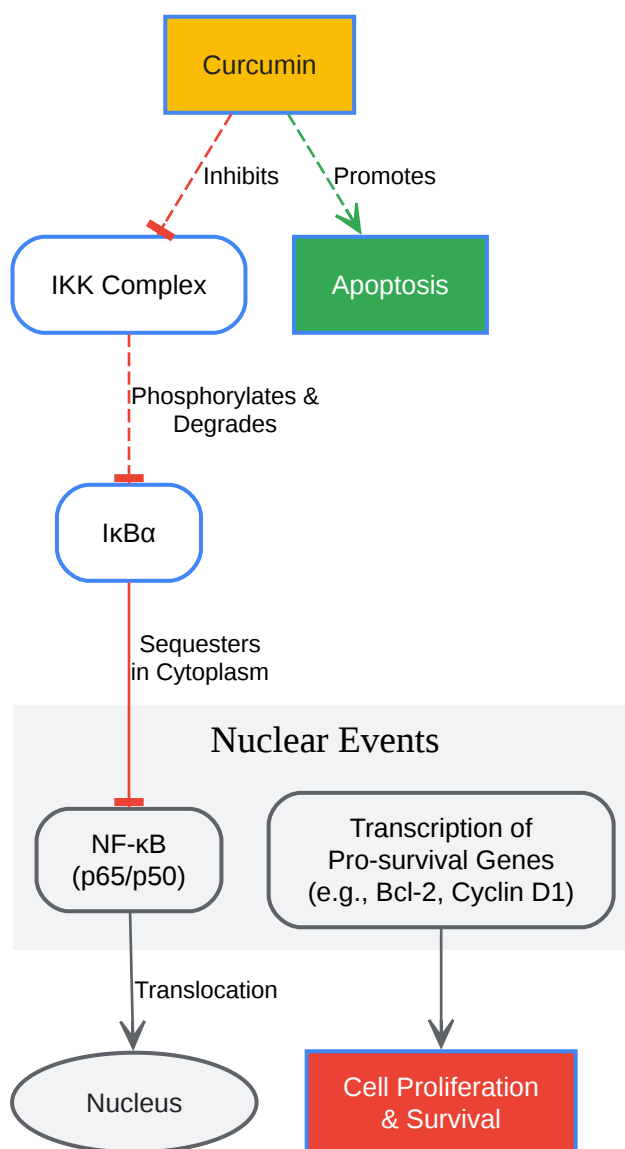 Curcumin
Inhibits
Promotes
IKK Complex
Apoptosis
Phosphorylates &
Degrades
IκBα
Sequesters
in Cytoplasm
Nuclear Events
NF-κB
(p65/p50)
Transcription of
Pro-survival Genes
(e.g., Bcl-2, Cyclin D1)
Translocation
Nucleus
Cell Proliferation
& Survival